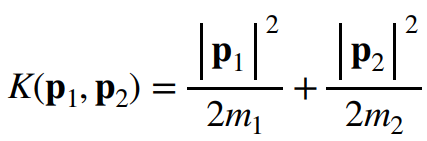 K(𝐩₁, 𝐩₂) = |𝐩₁|²/2m₁ + |𝐩₂|²/2m₂